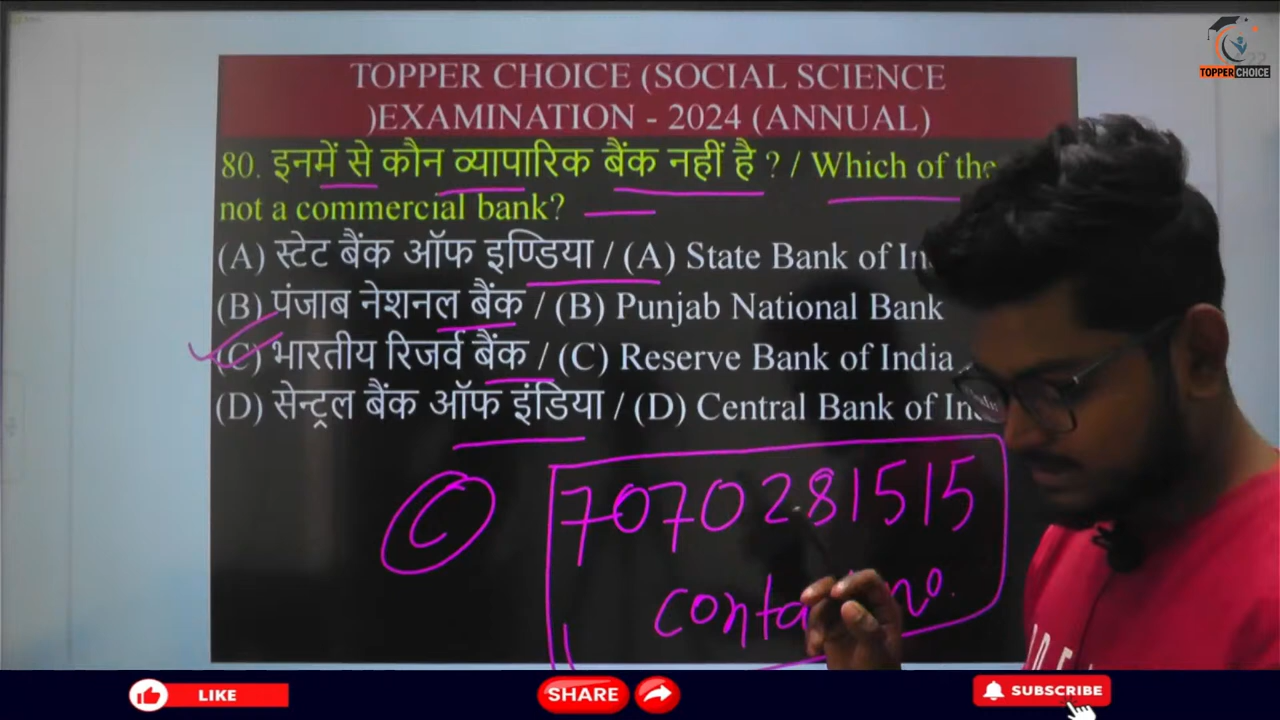 TOPPER CHOICE
TOPPER CHOICE (SOCIAL SCIENCE
)EXAMINATION - 2024 (ANNUAL)
80. इनमें से कौन व्यापारिक बैंक नहीं है ? / Which of the
not a commercial bank?
(A) स्टेट बैंक ऑफ इण्डिया / (A) State Bank of In
(B) पंजाब नेशनल बैंक / (B) Punjab National Bank
(C) भारतीय रिजर्व बैंक / (C) Reserve Bank of India
(D) सेन्ट्रल बैंक ऑफ इंडिया / (D) Central Bank of In
C
7070281515
no.
LIKE
SHARE
SUBSCRIBE